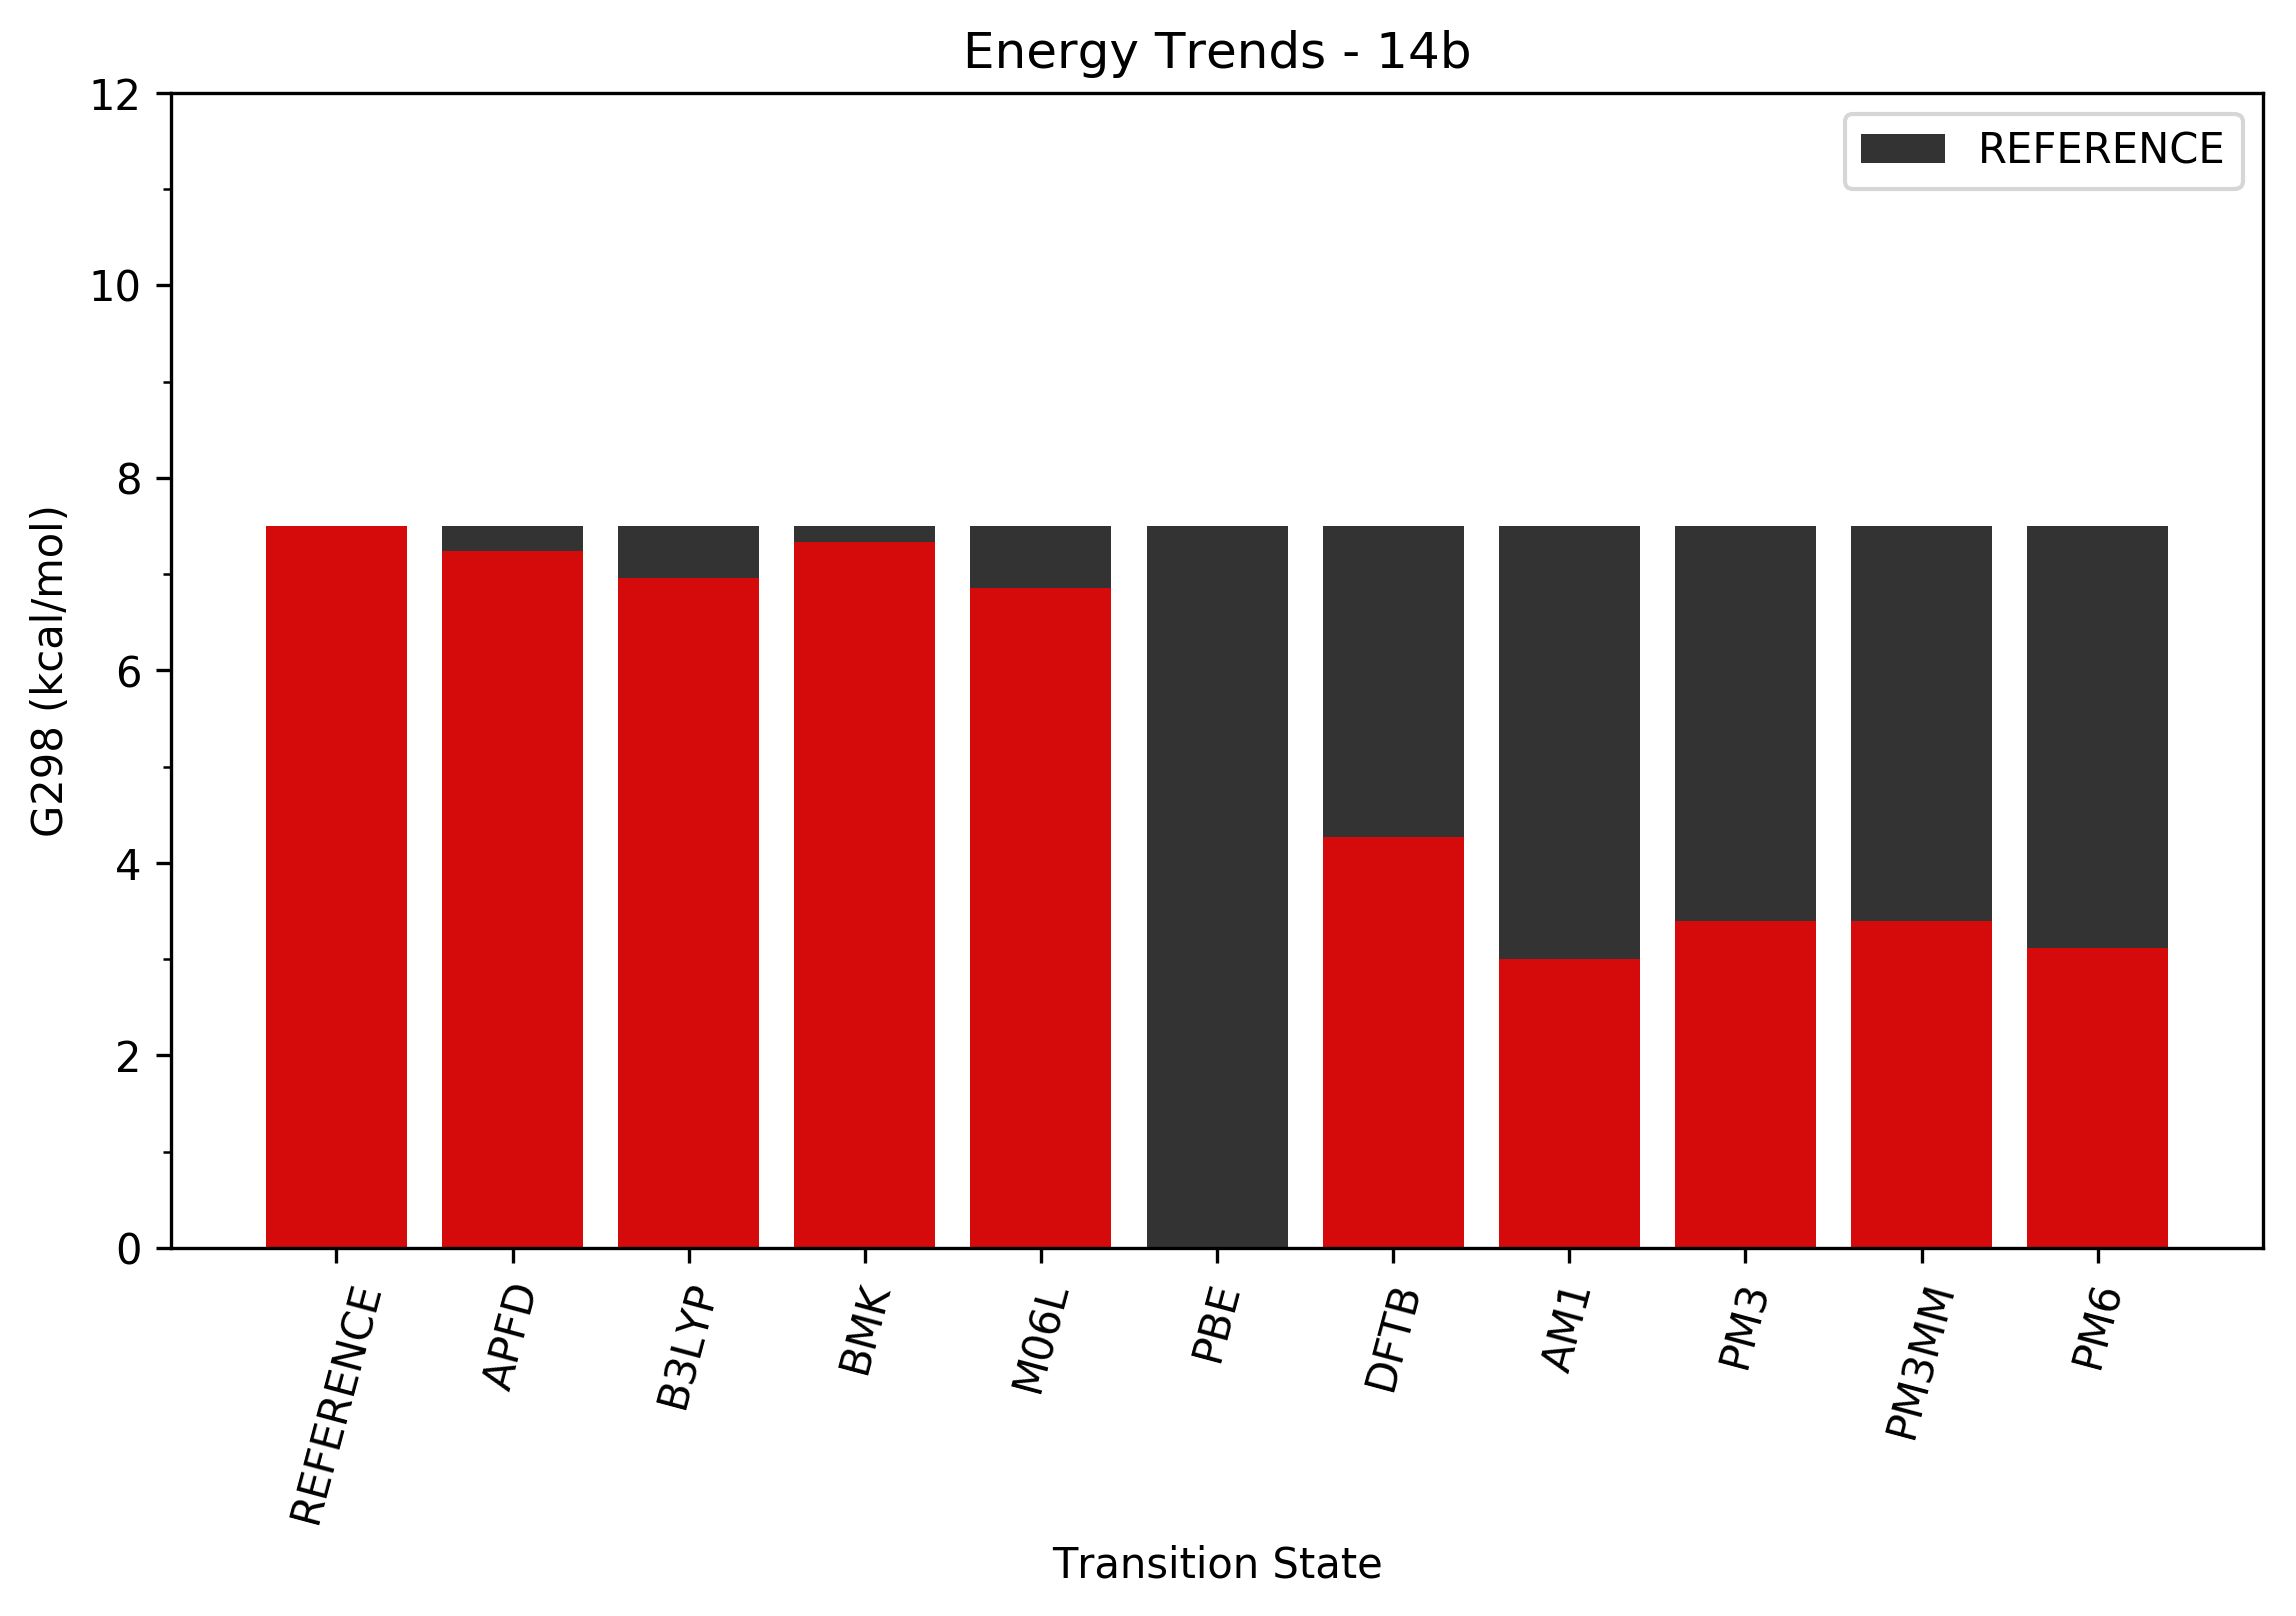 Energy Trends - 14b
REFERENCE
12
10
8
6
4
2
0
G298 (kcal/mol)
REFERENCE
APFD
B3LYP
BMK
M06L
PBE
DFTB
AM1
PM3
PM3MM
PM6
Transition State